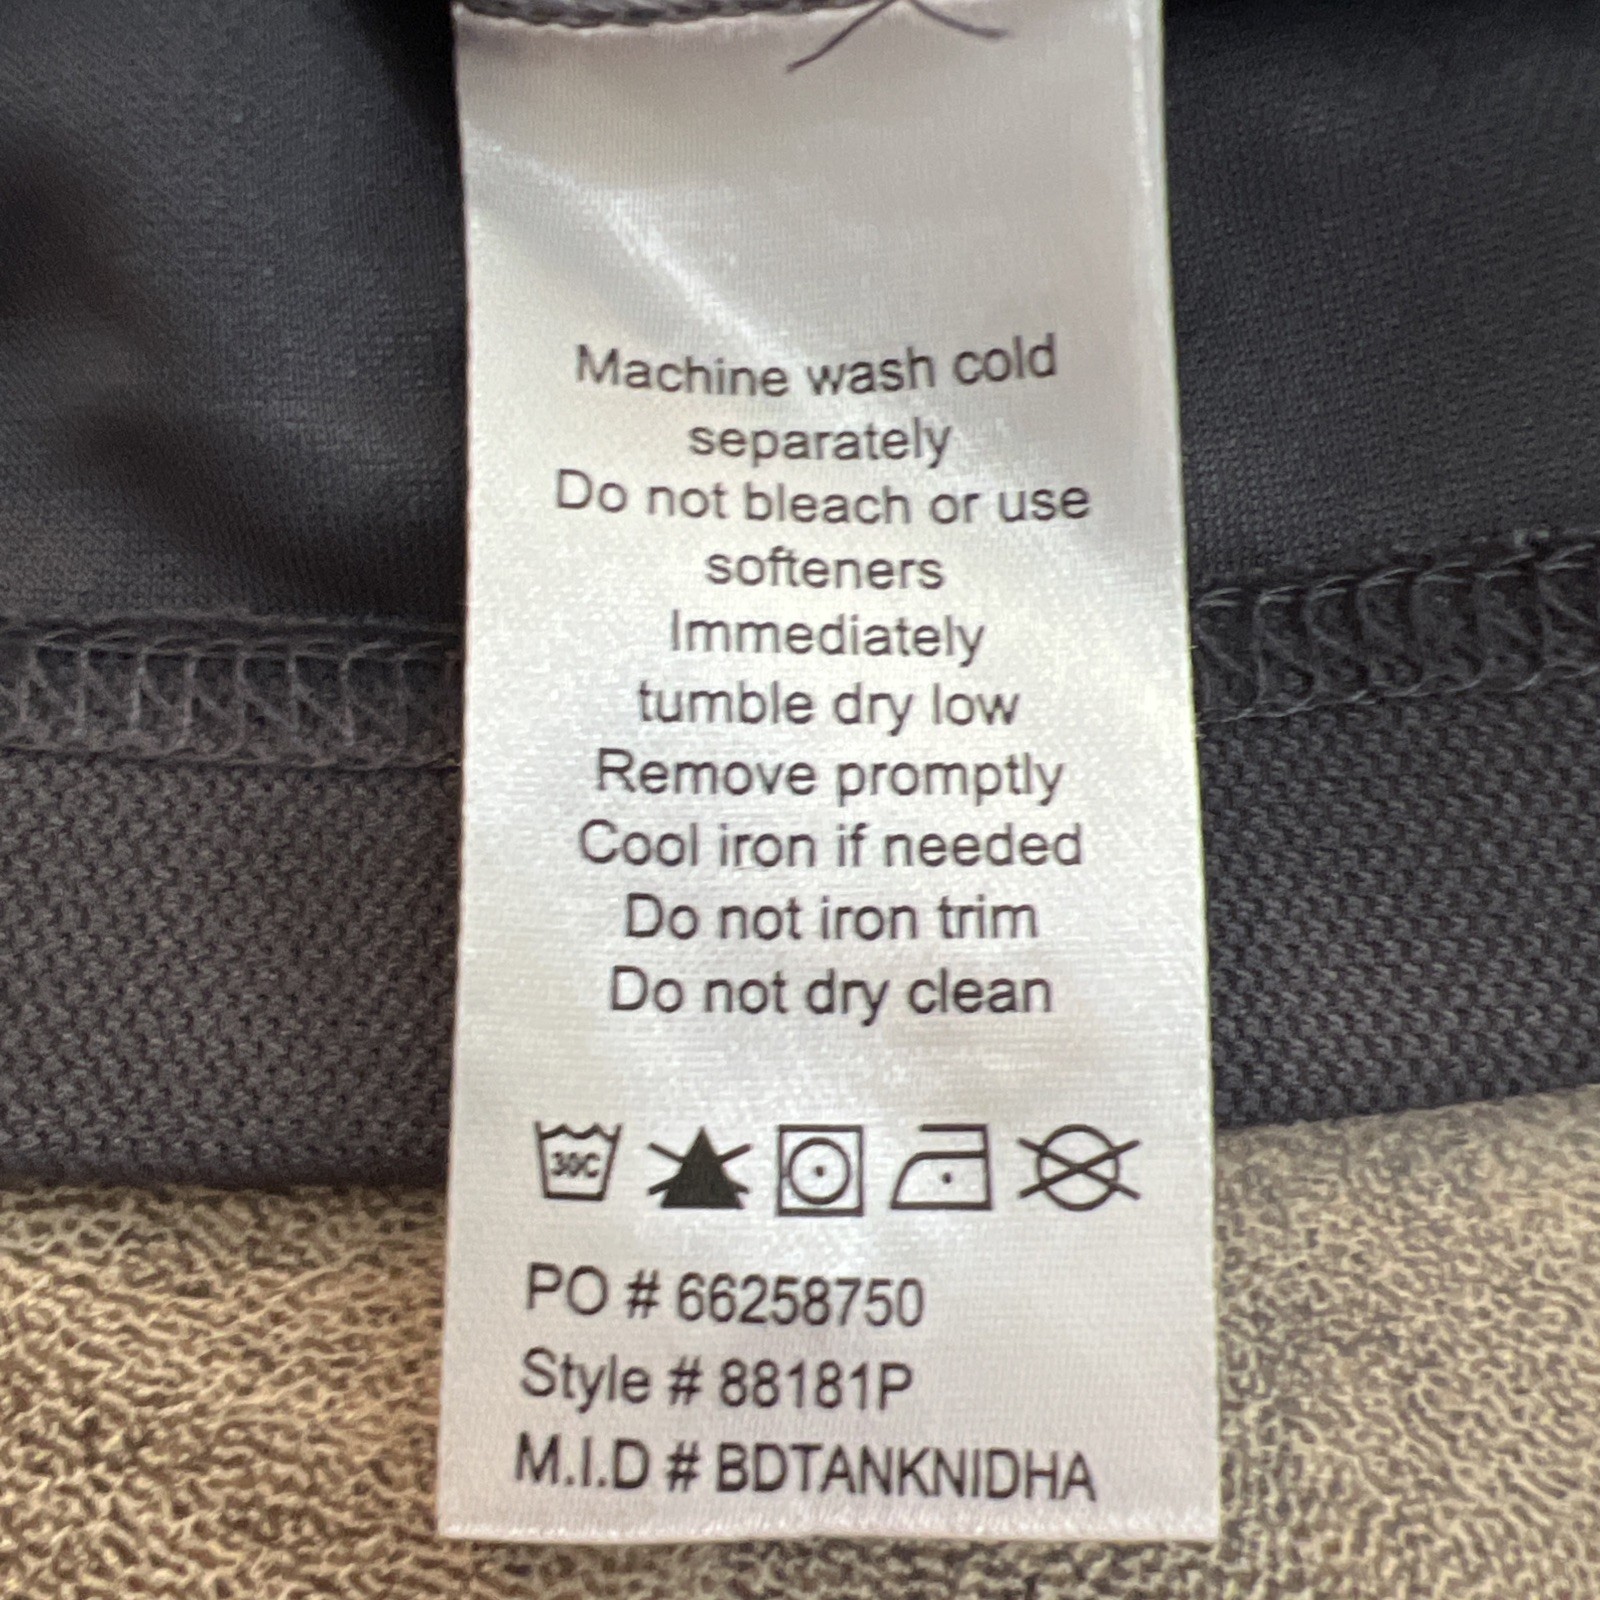 Machine wash cold
separately
Do not bleach or use
softeners
Immediately
tumble dry low
Remove promptly
Cool iron if needed
Do not iron trim
Do not dry clean
30C
PO # 66258750
Style # 88181P
M.I.D # BDTANKNIDHA